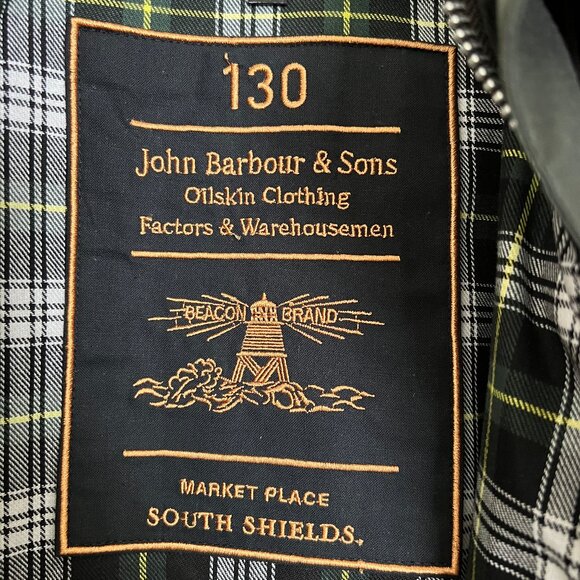 130
John Barbour & Sons
Oilskin Clothing
Factors & Warehousemen
BEACON BRAND
MARKET PLACE
SOUTH SHIELDS.